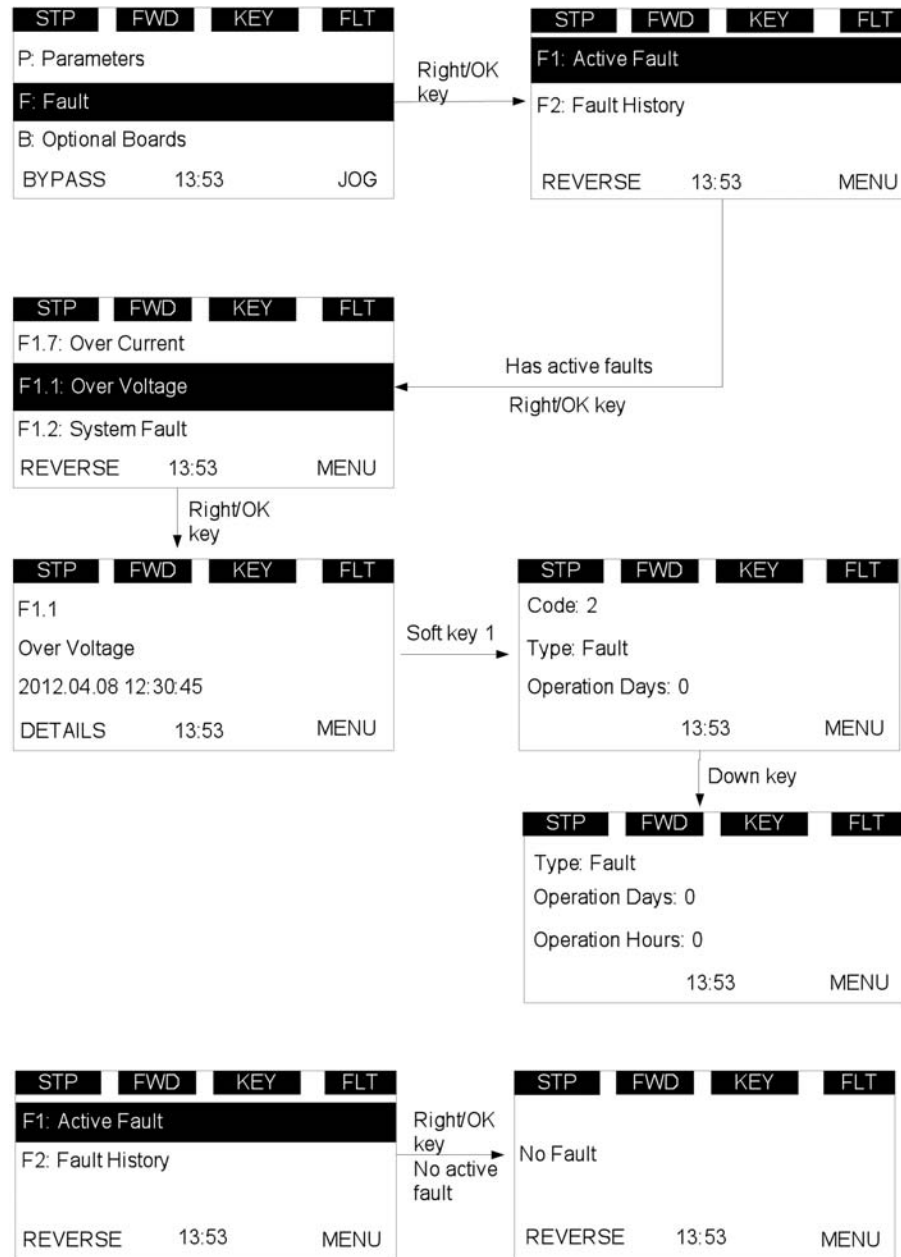 STP FWD KEY FLT
P: Parameters
F: Fault
B: Optional Boards
BYPASS 13:53 JOG
Right/OK
key
STP FWD KEY FLT
F1: Active Fault
F2: Fault History
REVERSE 13:53 MENU
STP FWD KEY FLT
F1.7: Over Current
F1.1: Over Voltage
F1.2: System Fault
REVERSE 13:53 MENU
Has active faults
Right/OK key
Right/OK
key
STP FWD KEY FLT
F1.1
Over Voltage
2012.04.08 12:30:45
DETAILS 13:53 MENU
Soft key 1
STP FWD KEY FLT
Code: 2
Type: Fault
Operation Days: 0
13:53 MENU
Down key
STP FWD KEY FLT
Type: Fault
Operation Days: 0
Operation Hours: 0
13:53 MENU
STP FWD KEY FLT
F1: Active Fault
F2: Fault History
REVERSE 13:53 MENU
Right/OK
key
No active
fault
STP FWD KEY FLT
No Fault
REVERSE 13:53 MENU